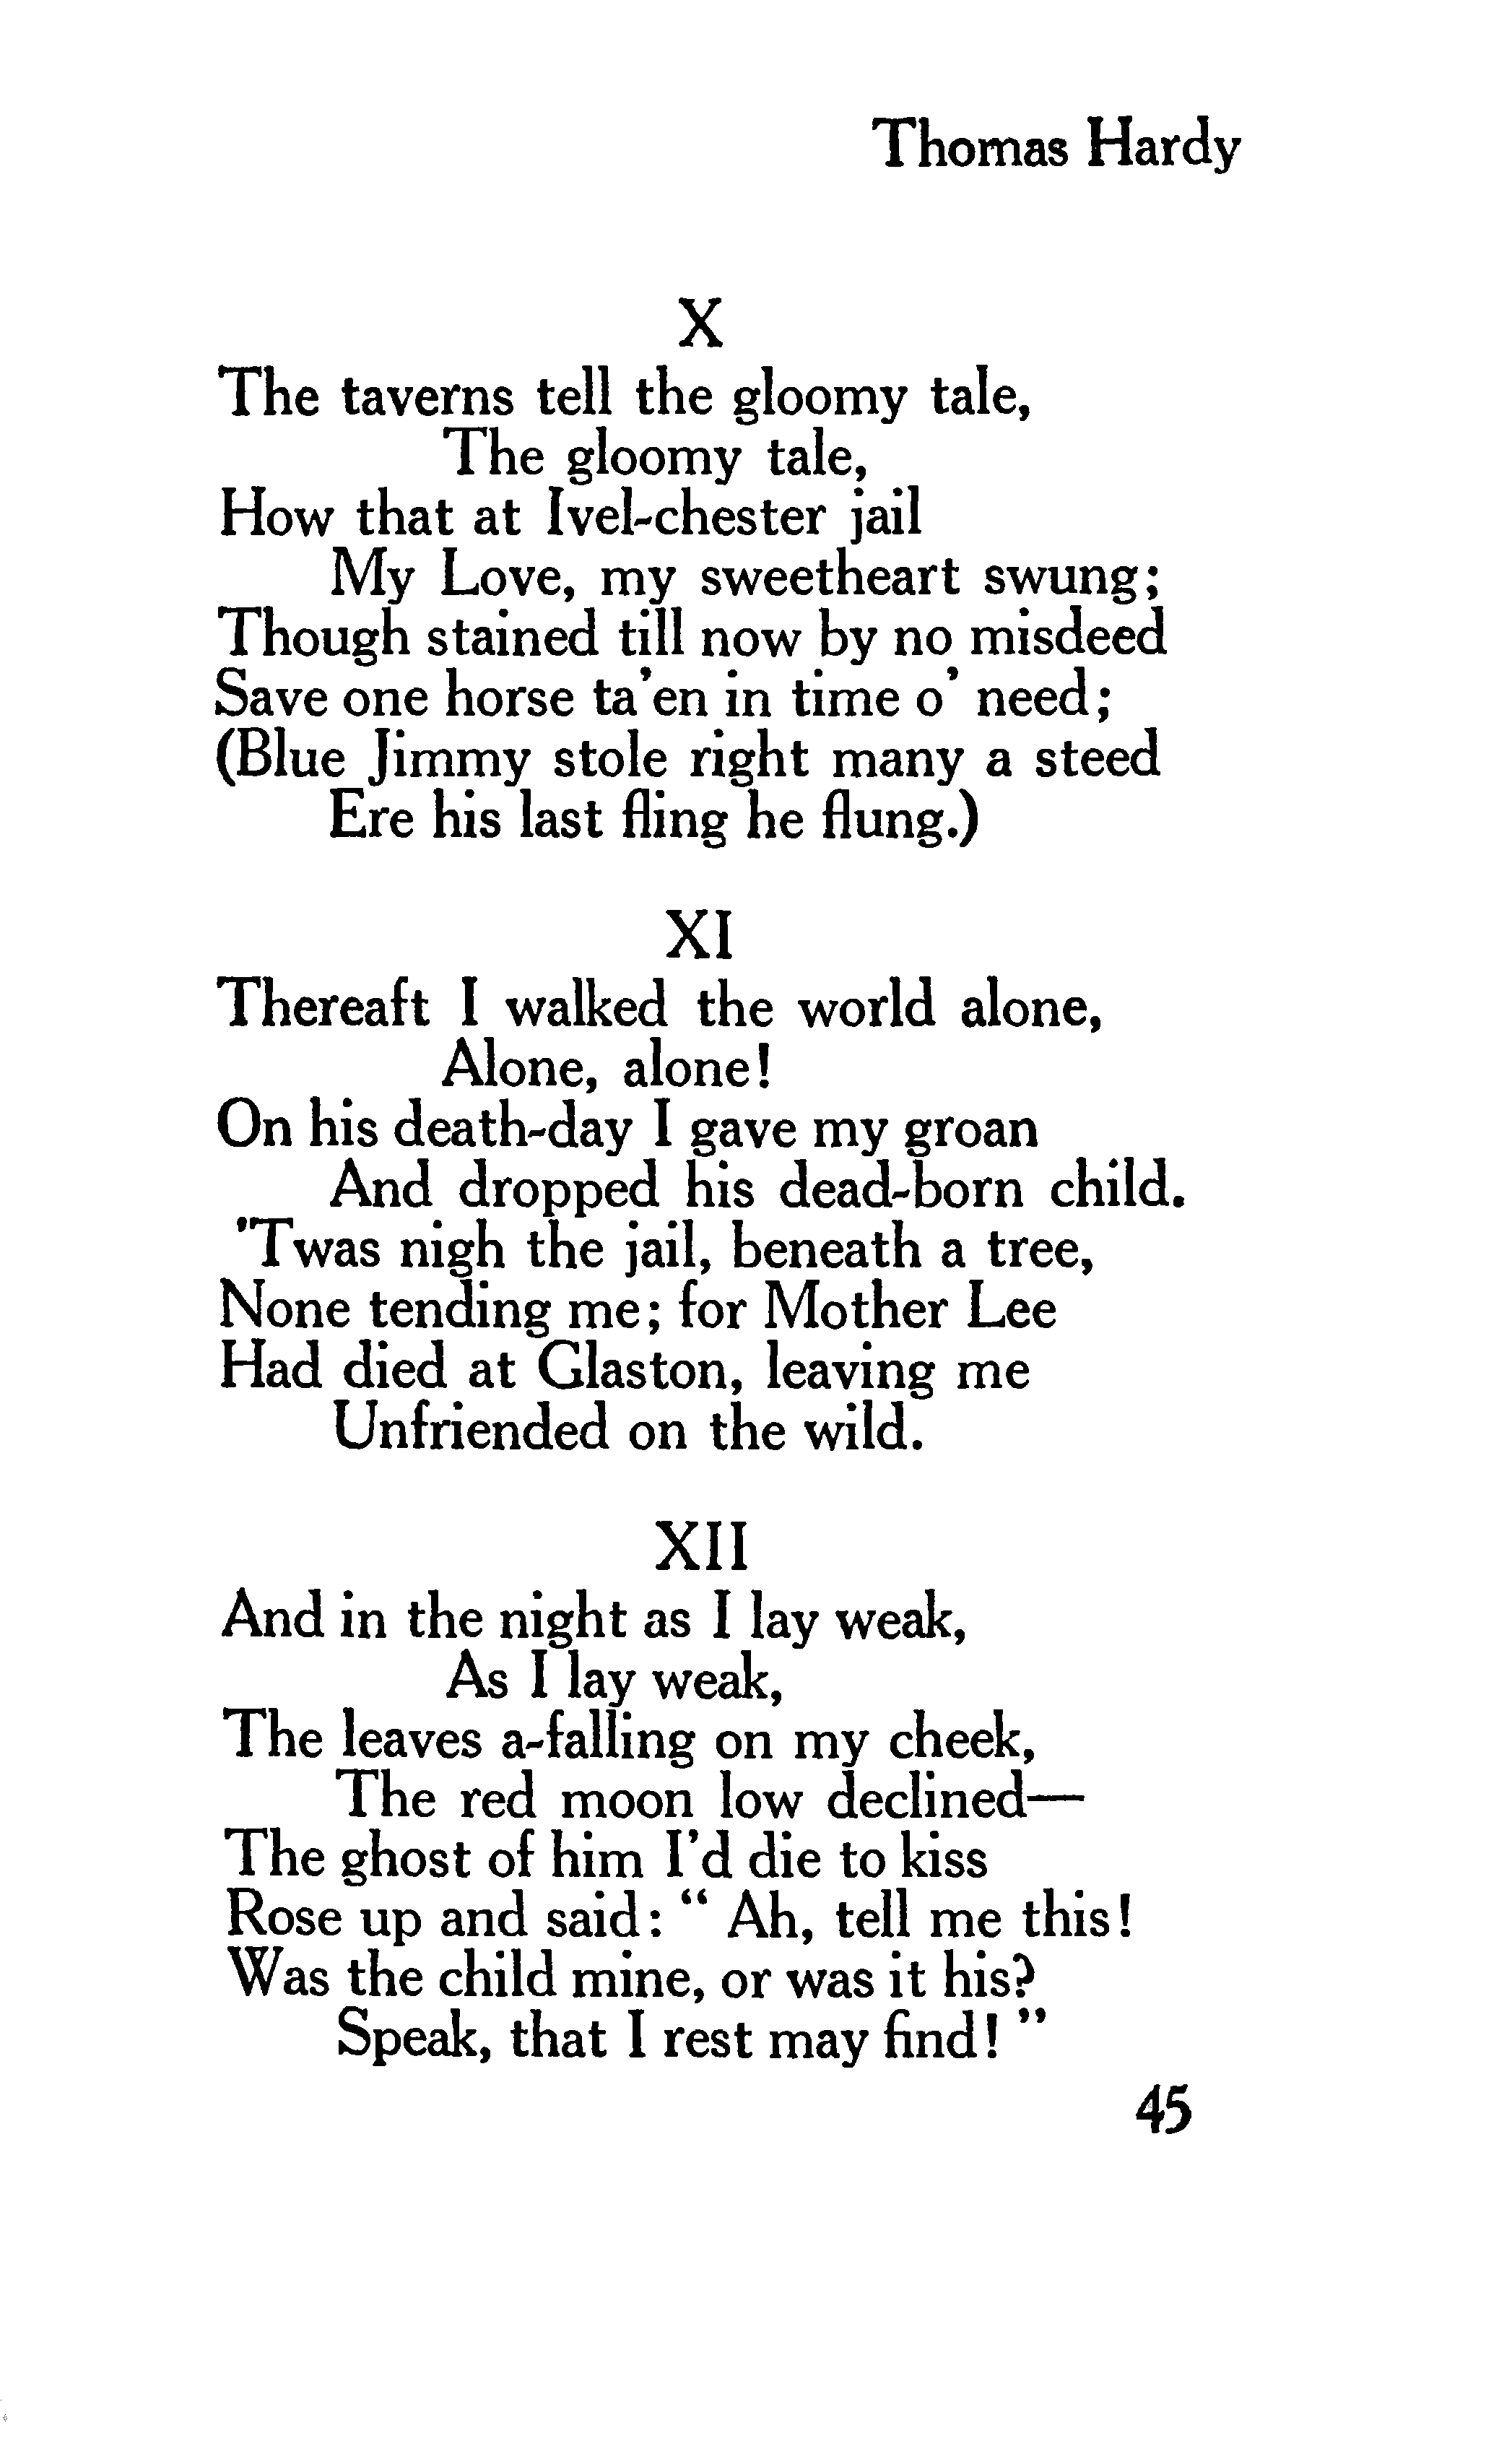 Thomas Hardy
X
The taverns tell the gloomy tale,
The gloomy tale,
How that at Ivel-chester jail
My Love, my sweetheart swung;
Though stained till now by no misdeed
Save one horse ta'en in time o' need;
(Blue Jimmy stole right many a steed
Ere his last fling he flung.)
XI
Thereaft I walked the world alone,
Alone, alone!
On his death-day I gave my groan
And dropped his dead-born child.
'Twas nigh the jail, beneath a tree,
None tending me; for Mother Lee
Had died at Glaston, leaving me
Unfriended on the wild.
XII
And in the night as I lay weak,
As I lay weak,
The leaves a-falling on my cheek,
The red moon low declined—
The ghost of him I'd die to kiss
Rose up and said: “ Ah, tell me this!
Was the child mine, or was it his?
Speak, that I rest may find! ”
45